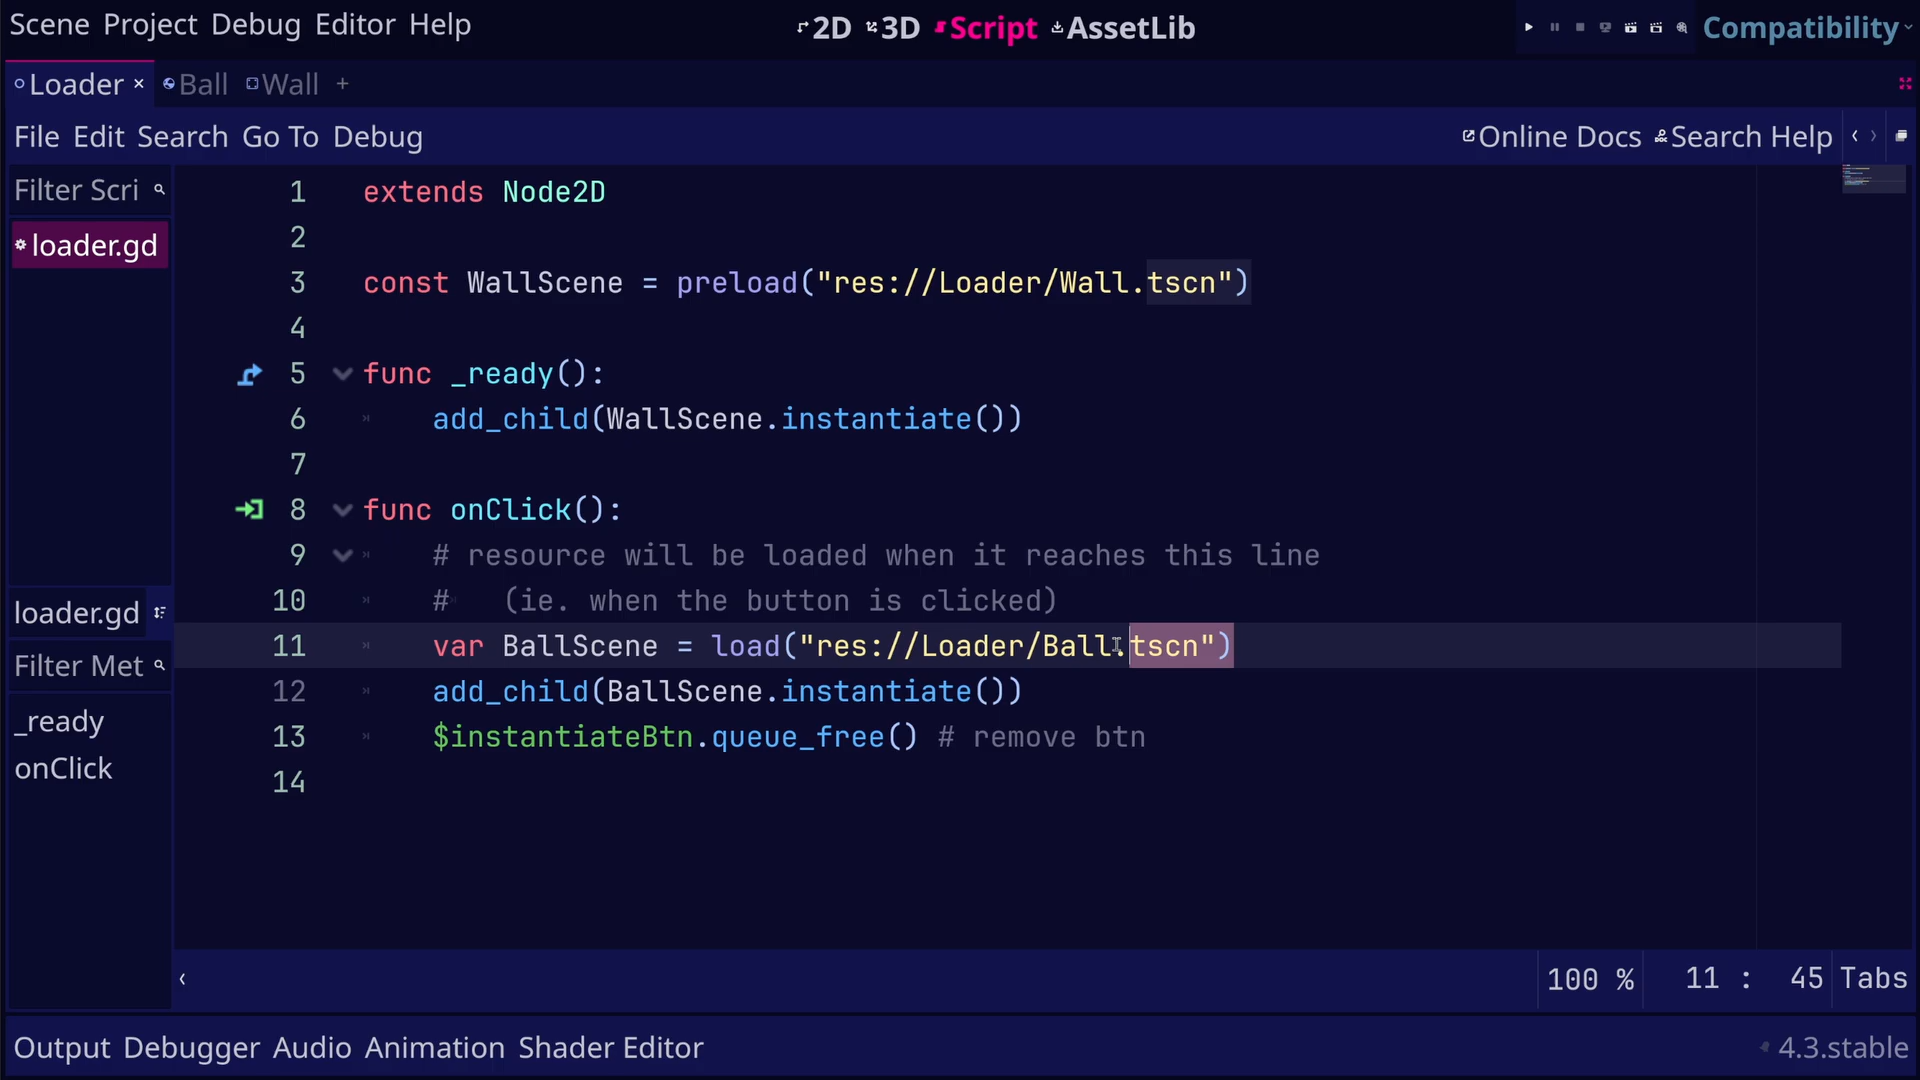 Scene Project Debug Editor Help 2D 3D Script AssetLib Compatibility
Loader × Ball Wall +
File Edit Search Go To Debug Online Docs Search Help
Filter Scri
loader.gd
loader.gd
Filter Met
_ready
onClick
1 extends Node2D
2
3 const WallScene = preload("res://Loader/Wall.tscn")
4
5 func _ready():
6 add_child(WallScene.instantiate())
7
8 func onClick():
9 # resource will be loaded when it reaches this line
10 # (ie. when the button is clicked)
11 var BallScene = load("res://Loader/Ball.tscn")
12 add_child(BallScene.instantiate())
13 $instantiateBtn.queue_free() # remove btn
14
100 % 11 : 45 Tabs
Output Debugger Audio Animation Shader Editor 4.3.stable